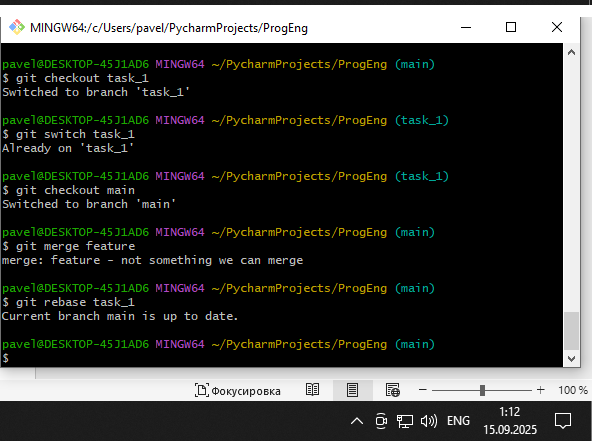 MINGW64:/c/Users/pavel/PycharmProjects/ProgEng
pavel@DESKTOP-45J1AD6 MINGW64 ~/PycharmProjects/ProgEng (main)
$ git checkout task_1
Switched to branch 'task_1'
pavel@DESKTOP-45J1AD6 MINGW64 ~/PycharmProjects/ProgEng (task_1)
$ git switch task_1
Already on 'task_1'
pavel@DESKTOP-45J1AD6 MINGW64 ~/PycharmProjects/ProgEng (task_1)
$ git checkout main
Switched to branch 'main'
pavel@DESKTOP-45J1AD6 MINGW64 ~/PycharmProjects/ProgEng (main)
$ git merge feature
merge: feature - not something we can merge
pavel@DESKTOP-45J1AD6 MINGW64 ~/PycharmProjects/ProgEng (main)
$ git rebase task_1
Current branch main is up to date.
pavel@DESKTOP-45J1AD6 MINGW64 ~/PycharmProjects/ProgEng (main)
$
Фокусировка 100 %
ENG
1:12
15.09.2025